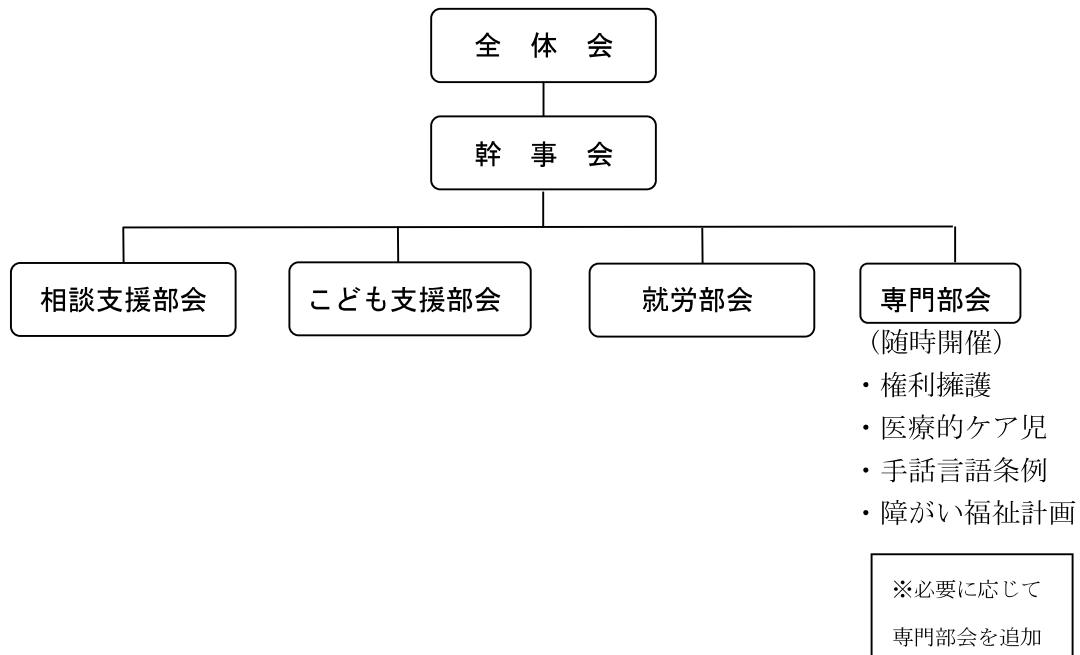 全　体　会
幹　事　会
相談支援部会
こども支援部会
就労部会
専門部会
（随時開催）
・権利擁護
・医療的ケア児
・手話言語条例
・障がい福祉計画
※必要に応じて
専門部会を追加